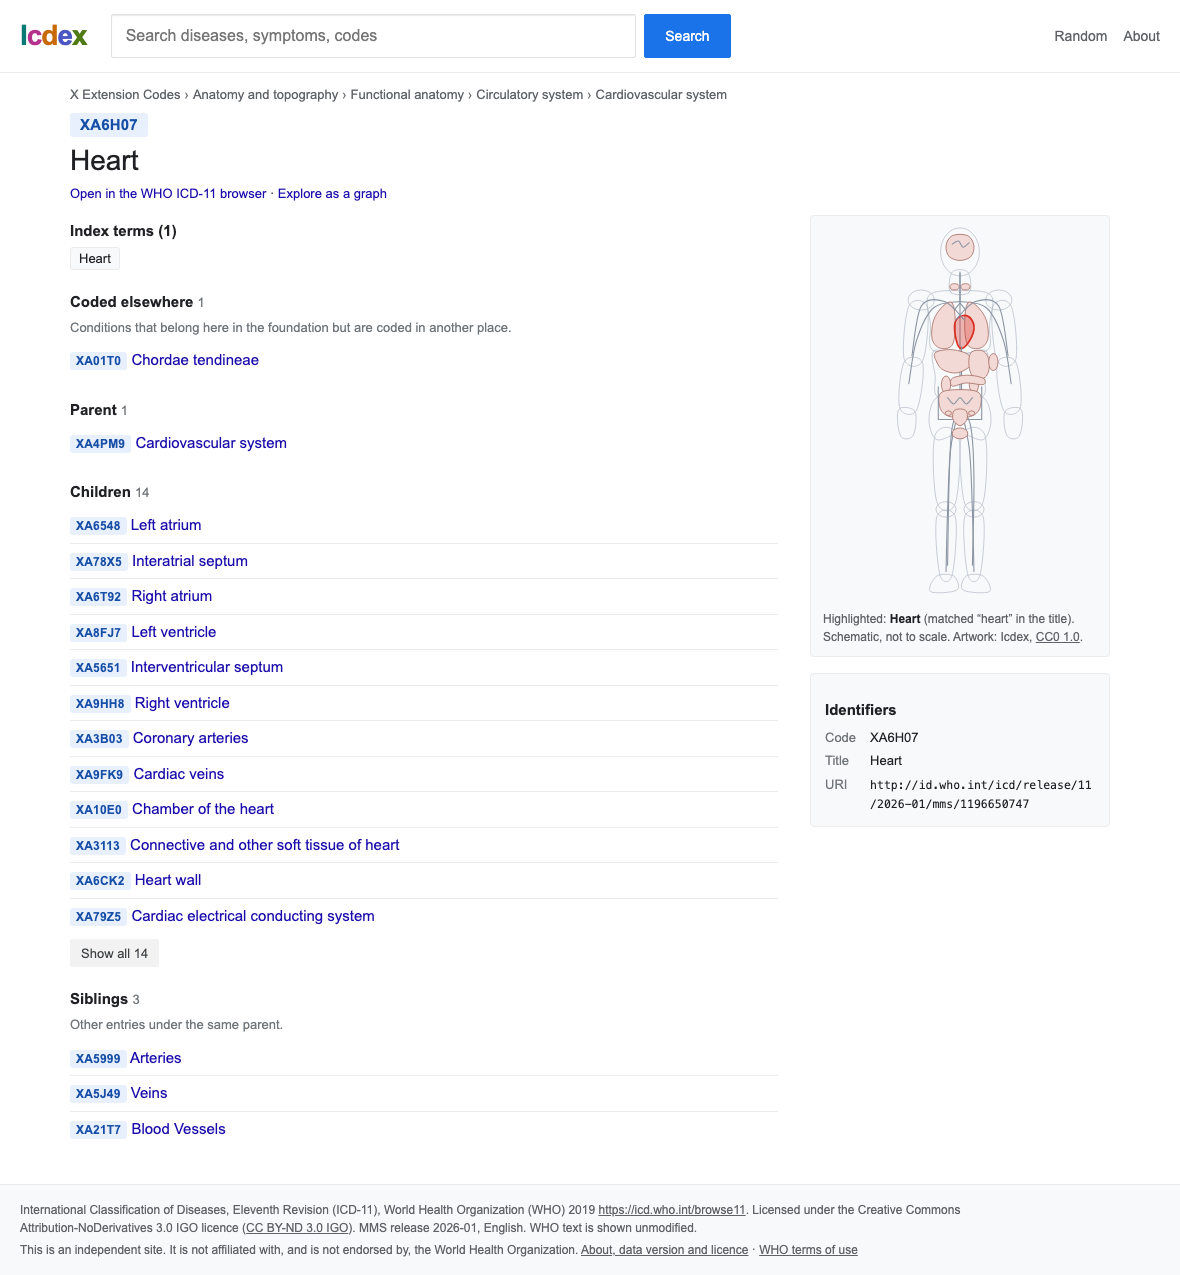 Icdex
Search diseases, symptoms, codes
Search
Random
About
X Extension Codes › Anatomy and topography › Functional anatomy › Circulatory system › Cardiovascular system
XA6H07
Heart
Open in the WHO ICD-11 browser · Explore as a graph
Index terms (1)
Heart
Coded elsewhere 1
Conditions that belong here in the foundation but are coded in another place.
XA01T0 Chordae tendineae
Parent 1
XA4PM9 Cardiovascular system
Children 14
XA6548 Left atrium
XA78X5 Interatrial septum
XA6T92 Right atrium
XA8FJ7 Left ventricle
XA5651 Interventricular septum
XA9HH8 Right ventricle
XA3B03 Coronary arteries
XA9FK9 Cardiac veins
XA10E0 Chamber of the heart
XA3113 Connective and other soft tissue of heart
XA6CK2 Heart wall
XA79Z5 Cardiac electrical conducting system
Show all 14
Siblings 3
Other entries under the same parent.
XA5999 Arteries
XA5J49 Veins
XA21T7 Blood Vessels
Highlighted: Heart (matched “heart” in the title).
Schematic, not to scale. Artwork: Icdex, CC0 1.0.
Identifiers
Code XA6H07
Title Heart
URI http://id.who.int/icd/release/11
/2026-01/mms/1196650747
International Classification of Diseases, Eleventh Revision (ICD-11), World Health Organization (WHO) 2019 https://icd.who.int/browse11. Licensed under the Creative Commons
Attribution-NoDerivatives 3.0 IGO licence (CC BY-ND 3.0 IGO). MMS release 2026-01, English. WHO text is shown unmodified.
This is an independent site. It is not affiliated with, and is not endorsed by, the World Health Organization. About, data version and licence · WHO terms of use